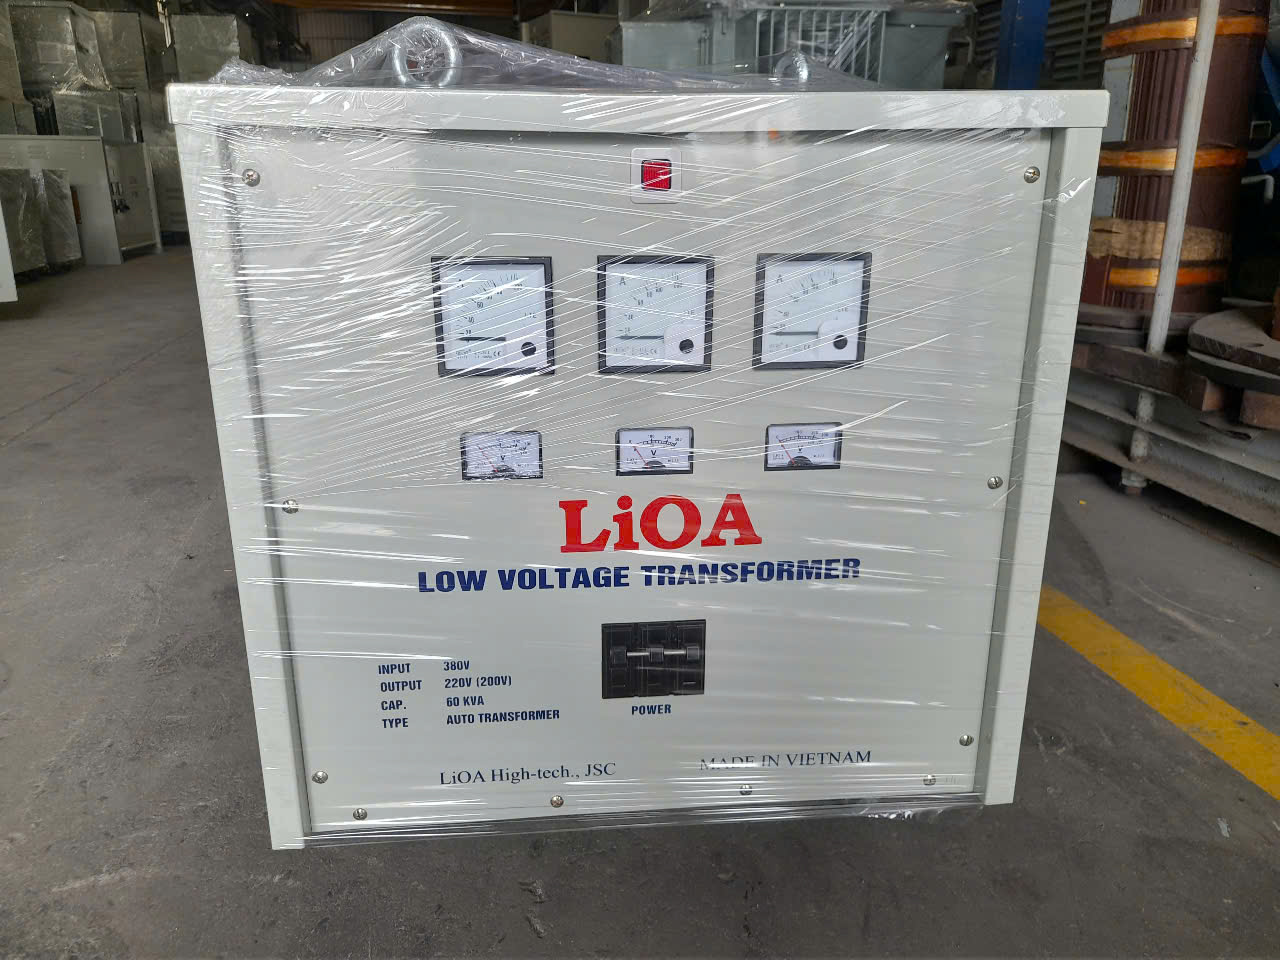 A
A
A
V
V
LiOA
LOW VOLTAGE TRANSFORMER
INPUT 380V
OUTPUT 220V (200V)
CAP. 60 KVA
TYPE AUTO TRANSFORMER
POWER
LiOA High-tech., JSC
MADE IN VIETNAM